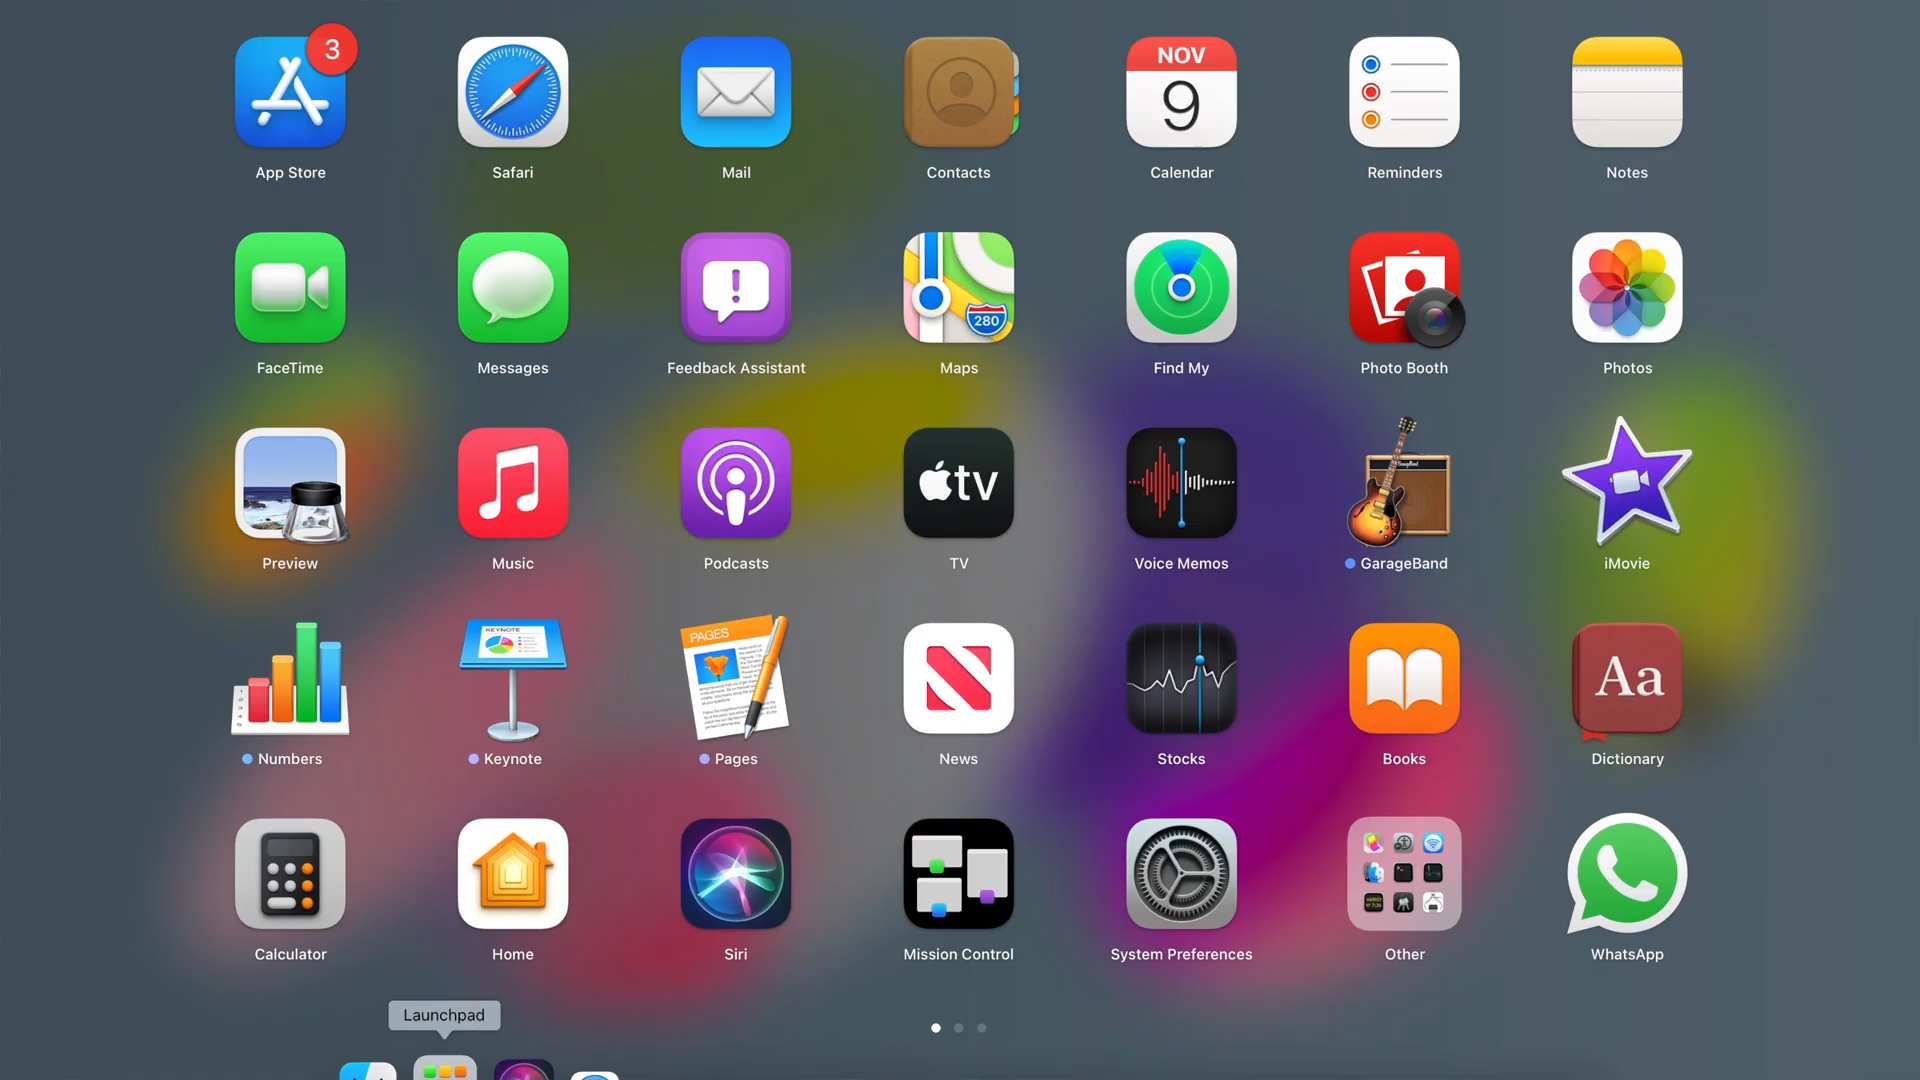 3
NOV
9
App Store
Safari
Mail
Contacts
Calendar
Reminders
Notes
280
FaceTime
Messages
Feedback Assistant
Maps
Find My
Photo Booth
Photos
tv
Preview
Music
Podcasts
TV
Voice Memos
GarageBand
iMovie
KEYNOTE
PAGES
Aa
Numbers
Keynote
Pages
News
Stocks
Books
Dictionary
Calculator
Home
Siri
Mission Control
System Preferences
Other
WhatsApp
Launchpad